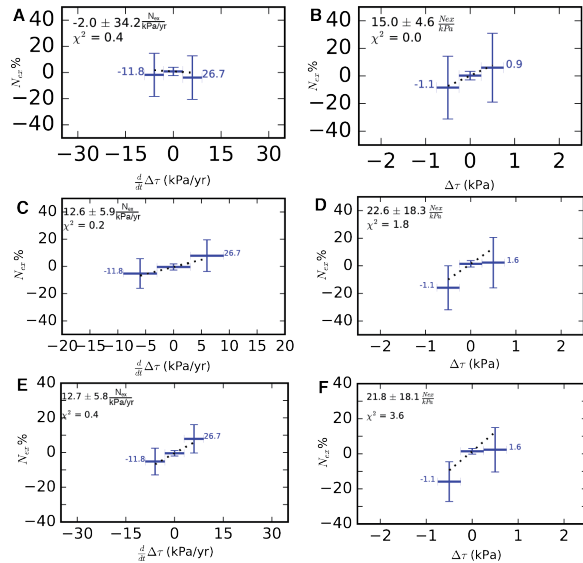 A
-2.0 ± 34.2 N_ex/kPa/yr
χ² = 0.4
40
20
0
−20
−40
N_ex %
-11.8
26.7
−30 −15 0 15 30
d/dt Δτ (kPa/yr)
B
15.0 ± 4.6 Nex/kPa
χ² = 0.0
40
20
0
−20
−40
N_ex %
-1.1
0.9
−2 −1 0 1 2
Δτ (kPa)
C
12.6 ± 5.9 N_ex/kPa/yr
χ² = 0.2
40
20
0
−20
−40
N_ex %
-11.8
26.7
−20 −15 −10 −5 0 5 10 15 20
d/dt Δτ (kPa/yr)
D
22.6 ± 18.3 Nex/kPa
χ² = 1.8
40
20
0
−20
−40
N_ex %
-1.1
1.6
−2 −1 0 1 2
Δτ (kPa)
E
12.7 ± 5.8 N_ex/kPa/yr
χ² = 0.4
40
20
0
−20
−40
N_ex %
-11.8
26.7
−30 −15 0 15 30
d/dt Δτ (kPa/yr)
F
21.8 ± 18.1 Nex/kPa
χ² = 3.6
40
20
0
−20
−40
N_ex %
-1.1
1.6
−2 −1 0 1 2
Δτ (kPa)